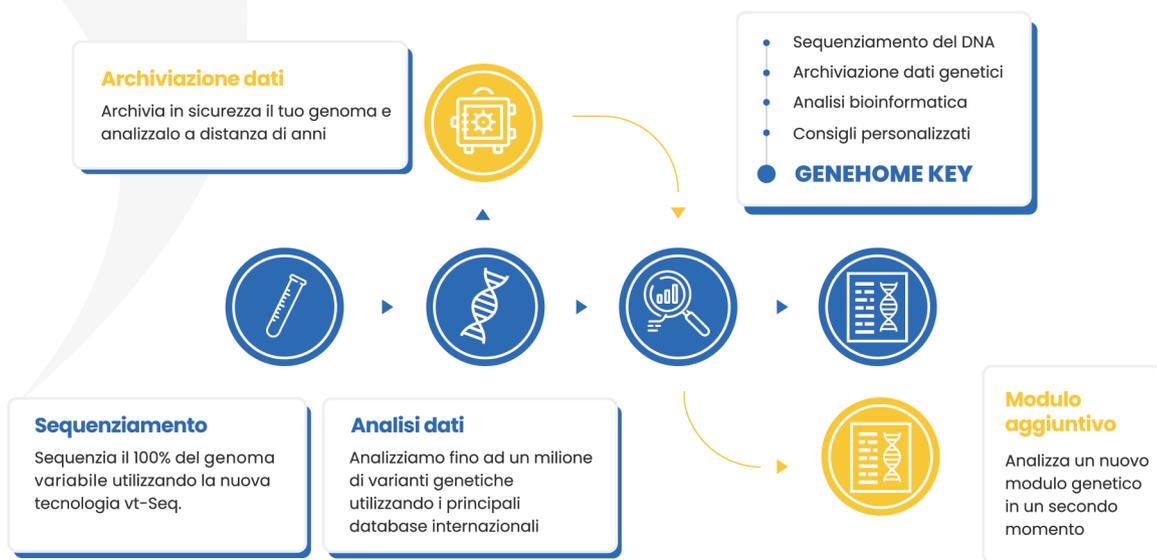 Archiviazione dati
Archivia in sicurezza il tuo genoma e
analizzalo a distanza di anni
Sequenziamento del DNA
Archiviazione dati genetici
Analisi bioinformatica
Consigli personalizzati
GENEHOME KEY
Sequenziamento
Sequenzia il 100% del genoma
variabile utilizzando la nuova
tecnologia vt-Seq.
Analisi dati
Analizziamo fino ad un milione
di varianti genetiche
utilizzando i principali
database internazionali
Modulo
aggiuntivo
Analizza un nuovo
modulo genetico
in un secondo
momento